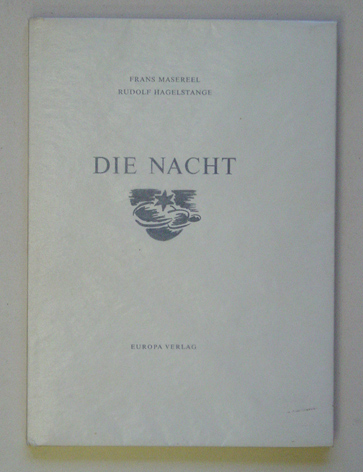 FRANS MASEREEL
RUDOLF HAGELSTANGE
DIE NACHT
EUROPA VERLAG